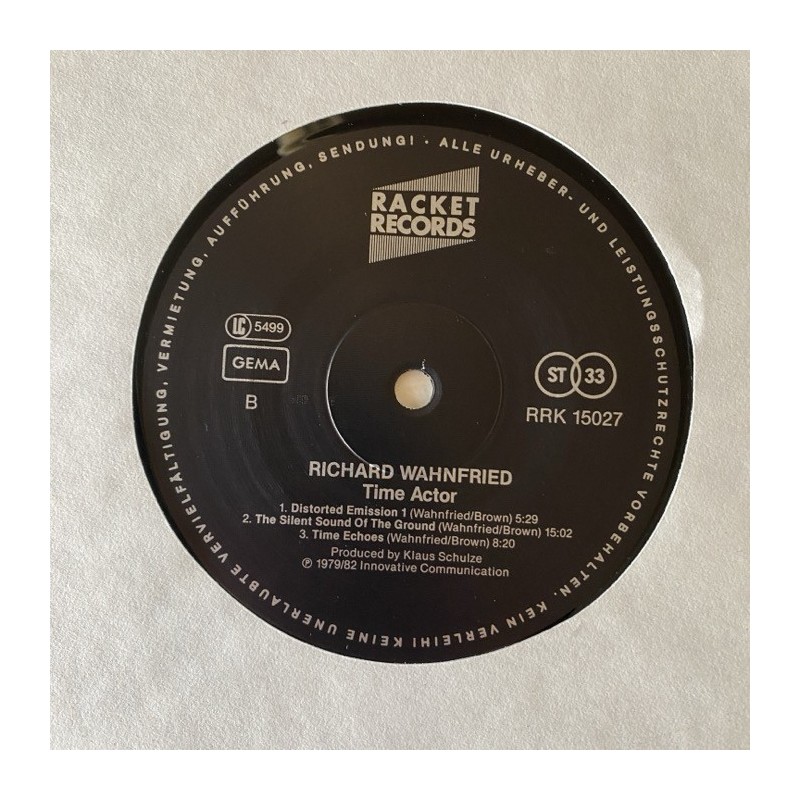 ALLE URHEBER- UND LEISTUNGSSCHUTZRECHTE VORBEHALTEN. KEIN VERLEIH! KEINE UNERLAUBTE VERVIELFÄLTIGUNG, VERMIETUNG, AUFFÜHRUNG, SENDUNG! ·
RACKET
RECORDS
LC 5499
GEMA
B
ST 33
RRK 15027
RICHARD WAHNFRIED
Time Actor
1. Distorted Emission 1 (Wahnfried/Brown) 5:29
2. The Silent Sound Of The Ground (Wahnfried/Brown) 15:02
3. Time Echoes (Wahnfried/Brown) 8:20
Produced by Klaus Schulze
℗ 1979/82 Innovative Communication